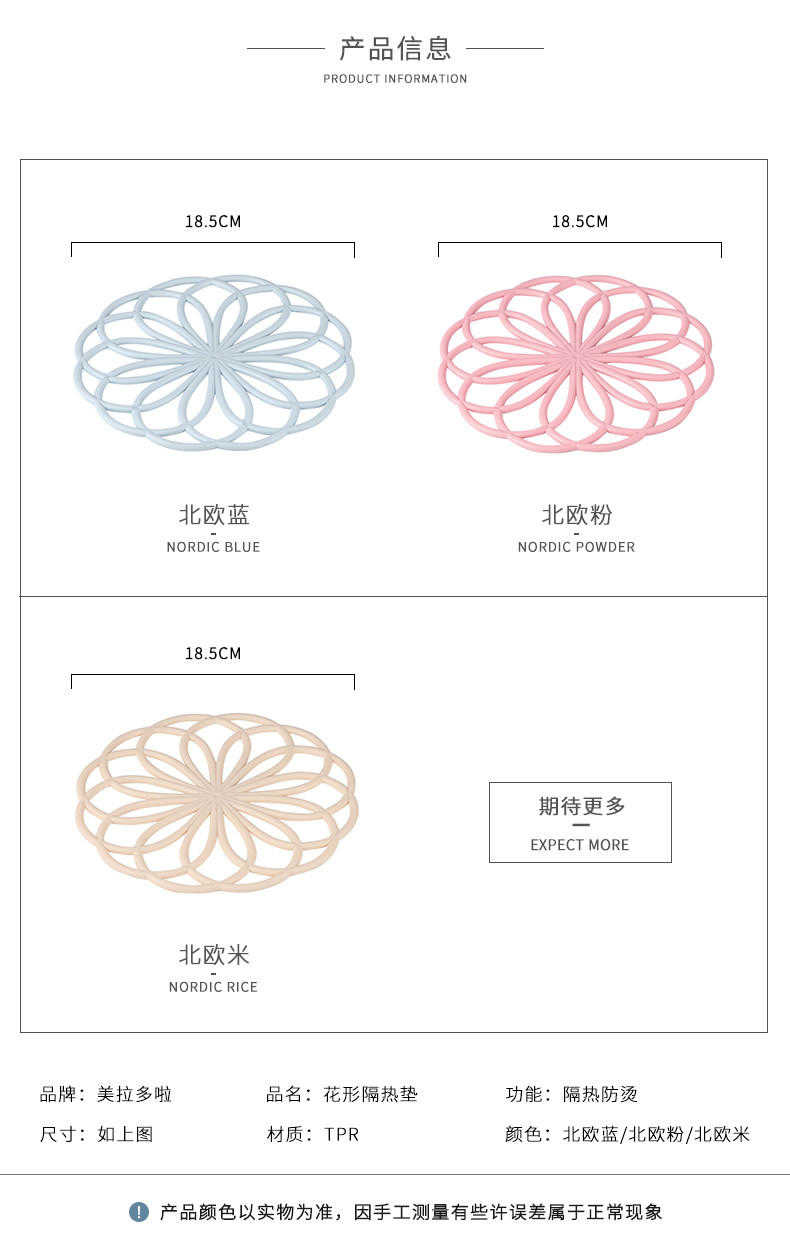 产品信息
PRODUCT INFORMATION
18.5CM
18.5CM
北欧蓝
NORDIC BLUE
北欧粉
NORDIC POWDER
18.5CM
北欧米
NORDIC RICE
期待更多
EXPECT MORE
品牌：美拉多啦
品名：花形隔热垫
功能：隔热防烫
尺寸：如上图
材质：TPR
颜色：北欧蓝/北欧粉/北欧米
! 产品颜色以实物为准，因手工测量有些许误差属于正常现象